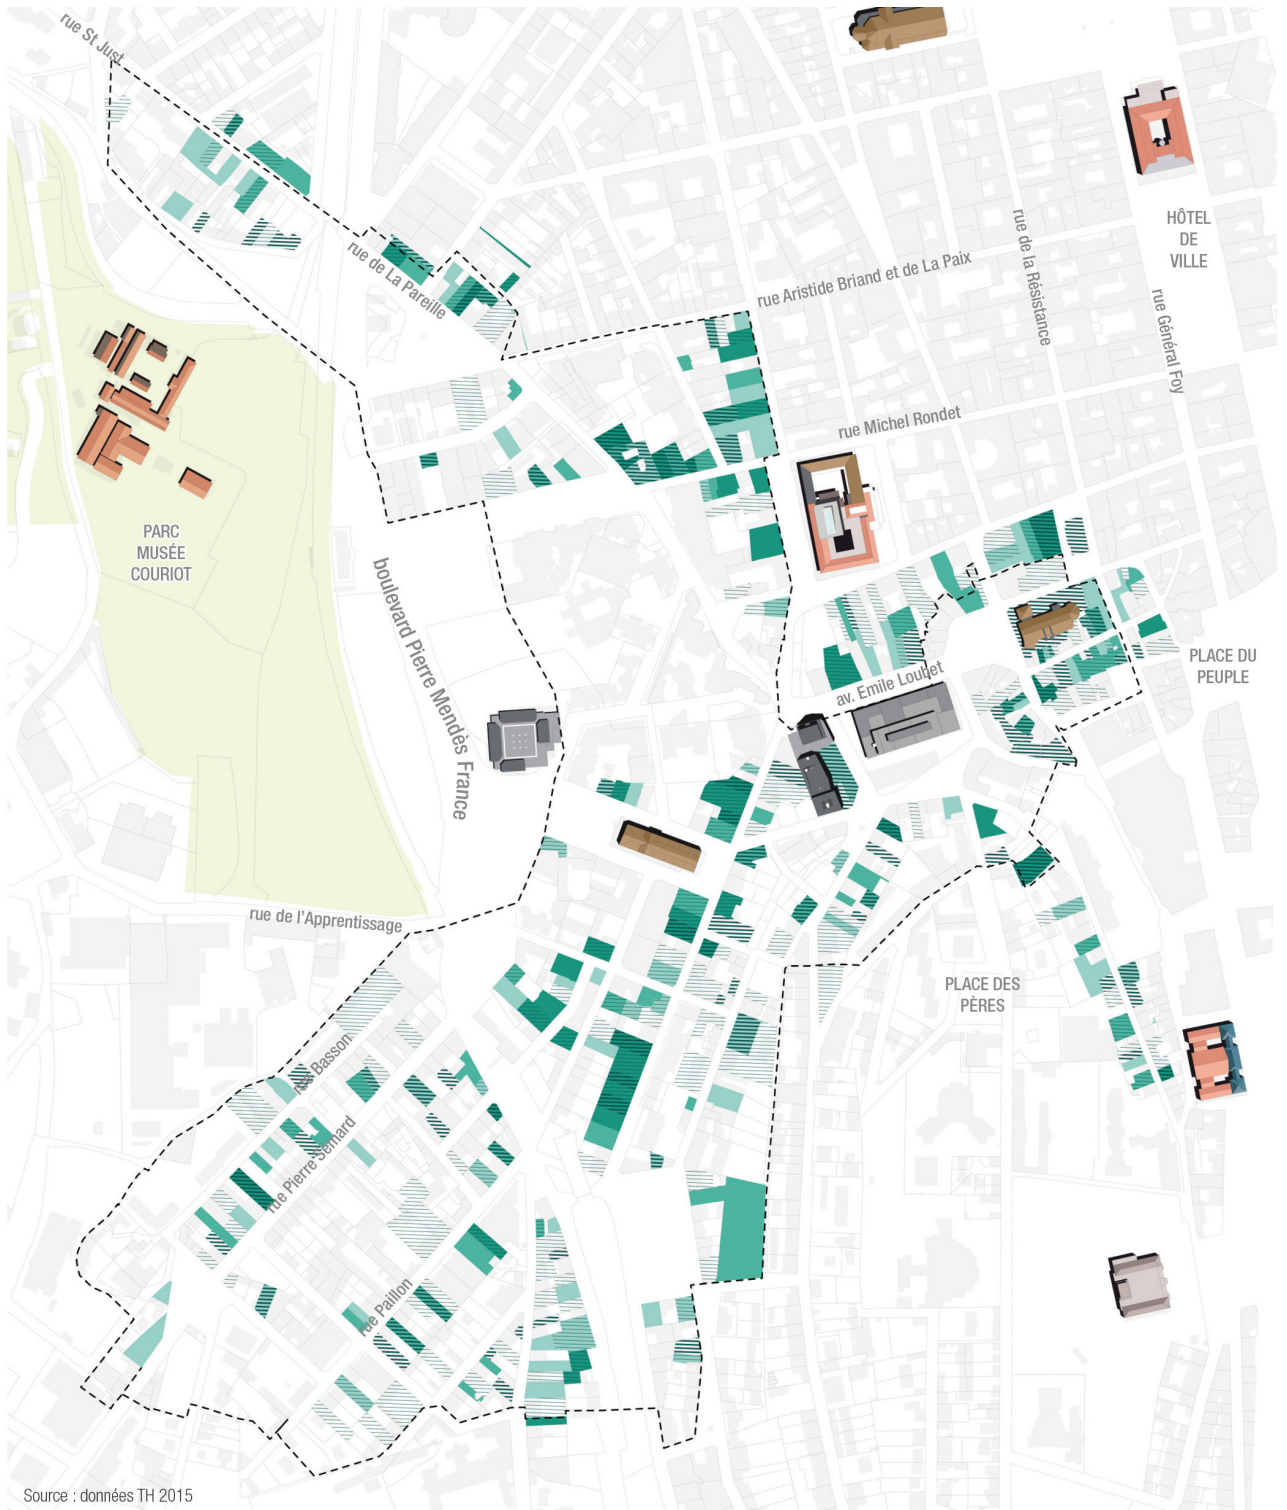 rue St Just
HÔTEL
DE
VILLE
rue de la Résistance
rue de La Pareille
rue Aristide Briand et de La Paix
rue Général Foy
rue Michel Rondet
PARC
MUSÉE
COURIOT
boulevard Pierre Mendès France
PLACE DU
PEUPLE
av. Emile Loubet
rue de l'Apprentissage
PLACE DES
PÈRES
rue Basson
rue Pierre Sémard
rue Paillon
Source : données TH 2015